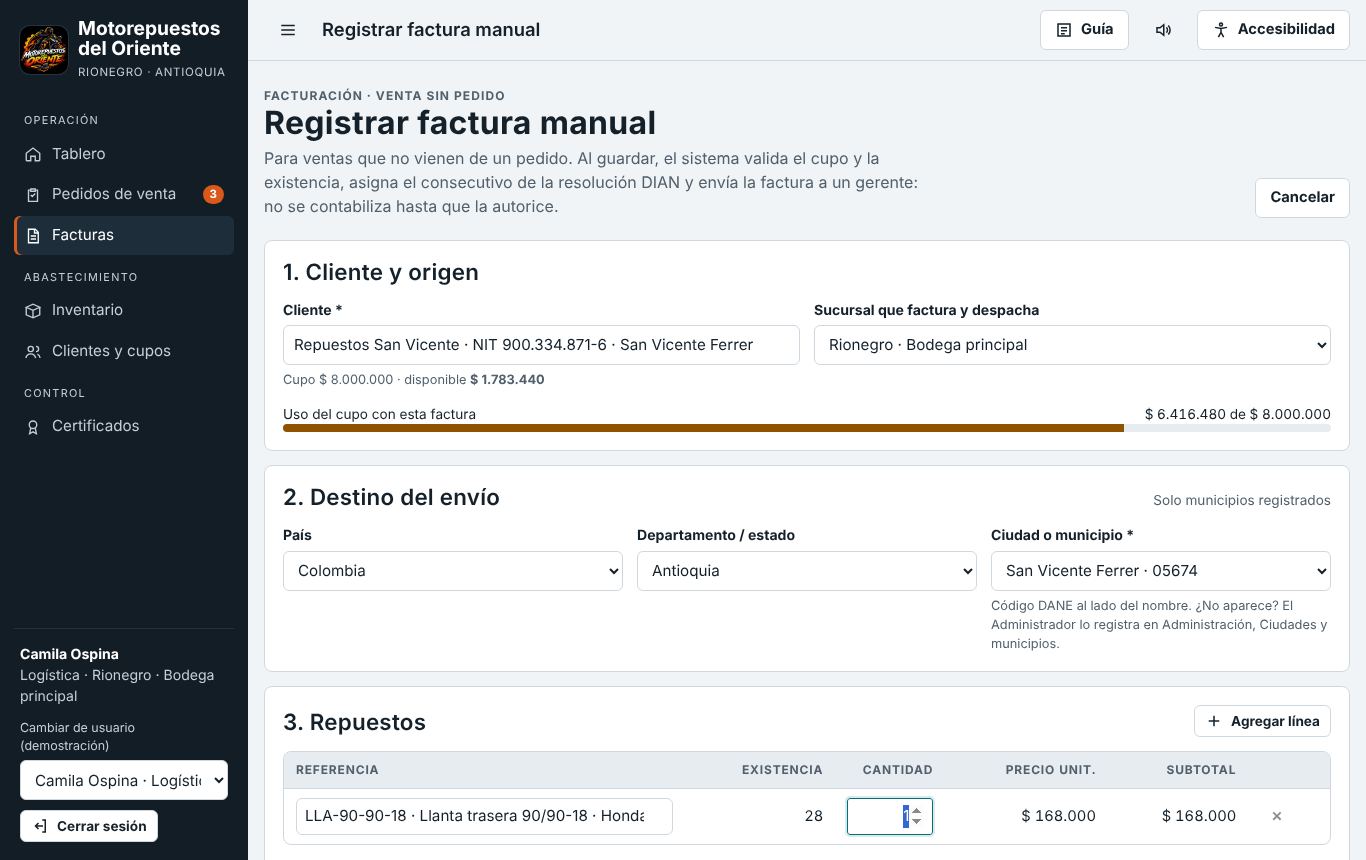 Motorepuestos
del Oriente
RIONEGRO · ANTIOQUIA
OPERACIÓN
Tablero
Pedidos de venta 3
Facturas
ABASTECIMIENTO
Inventario
Clientes y cupos
CONTROL
Certificados
Camila Ospina
Logística · Rionegro · Bodega
principal
Cambiar de usuario
(demostración)
Camila Ospina · Logístic
Cerrar sesión
Registrar factura manual
Guía
Accesibilidad
FACTURACIÓN · VENTA SIN PEDIDO
Registrar factura manual
Para ventas que no vienen de un pedido. Al guardar, el sistema valida el cupo y la
existencia, asigna el consecutivo de la resolución DIAN y envía la factura a un gerente:
no se contabiliza hasta que la autorice.
Cancelar
1. Cliente y origen
Cliente * Sucursal que factura y despacha
Repuestos San Vicente · NIT 900.334.871-6 · San Vicente Ferrer Rionegro · Bodega principal
Cupo $ 8.000.000 · disponible $ 1.783.440
Uso del cupo con esta factura $ 6.416.480 de $ 8.000.000
2. Destino del envío Solo municipios registrados
País Departamento / estado Ciudad o municipio *
Colombia Antioquia San Vicente Ferrer · 05674
Código DANE al lado del nombre. ¿No aparece? El
Administrador lo registra en Administración, Ciudades y
municipios.
3. Repuestos Agregar línea
REFERENCIA EXISTENCIA CANTIDAD PRECIO UNIT. SUBTOTAL
LLA-90-90-18 · Llanta trasera 90/90-18 · Honda 28 1 $ 168.000 $ 168.000 ×